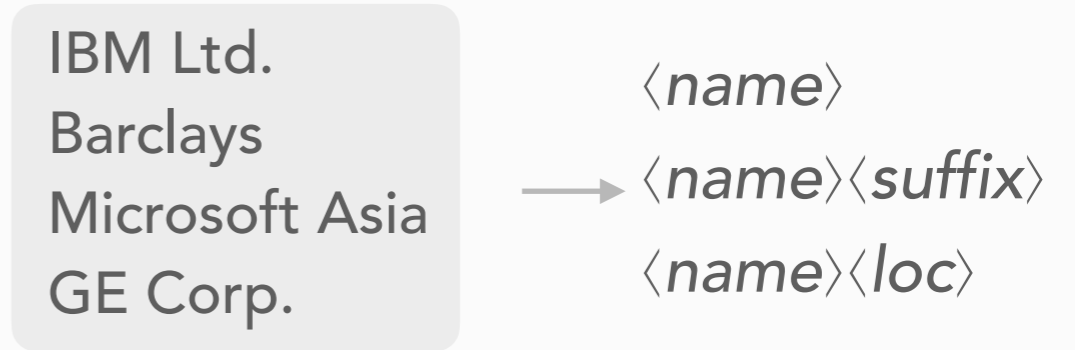 IBM Ltd.
Barclays
Microsoft Asia
GE Corp.
⟨name⟩
⟨name⟩⟨suffix⟩
⟨name⟩⟨loc⟩